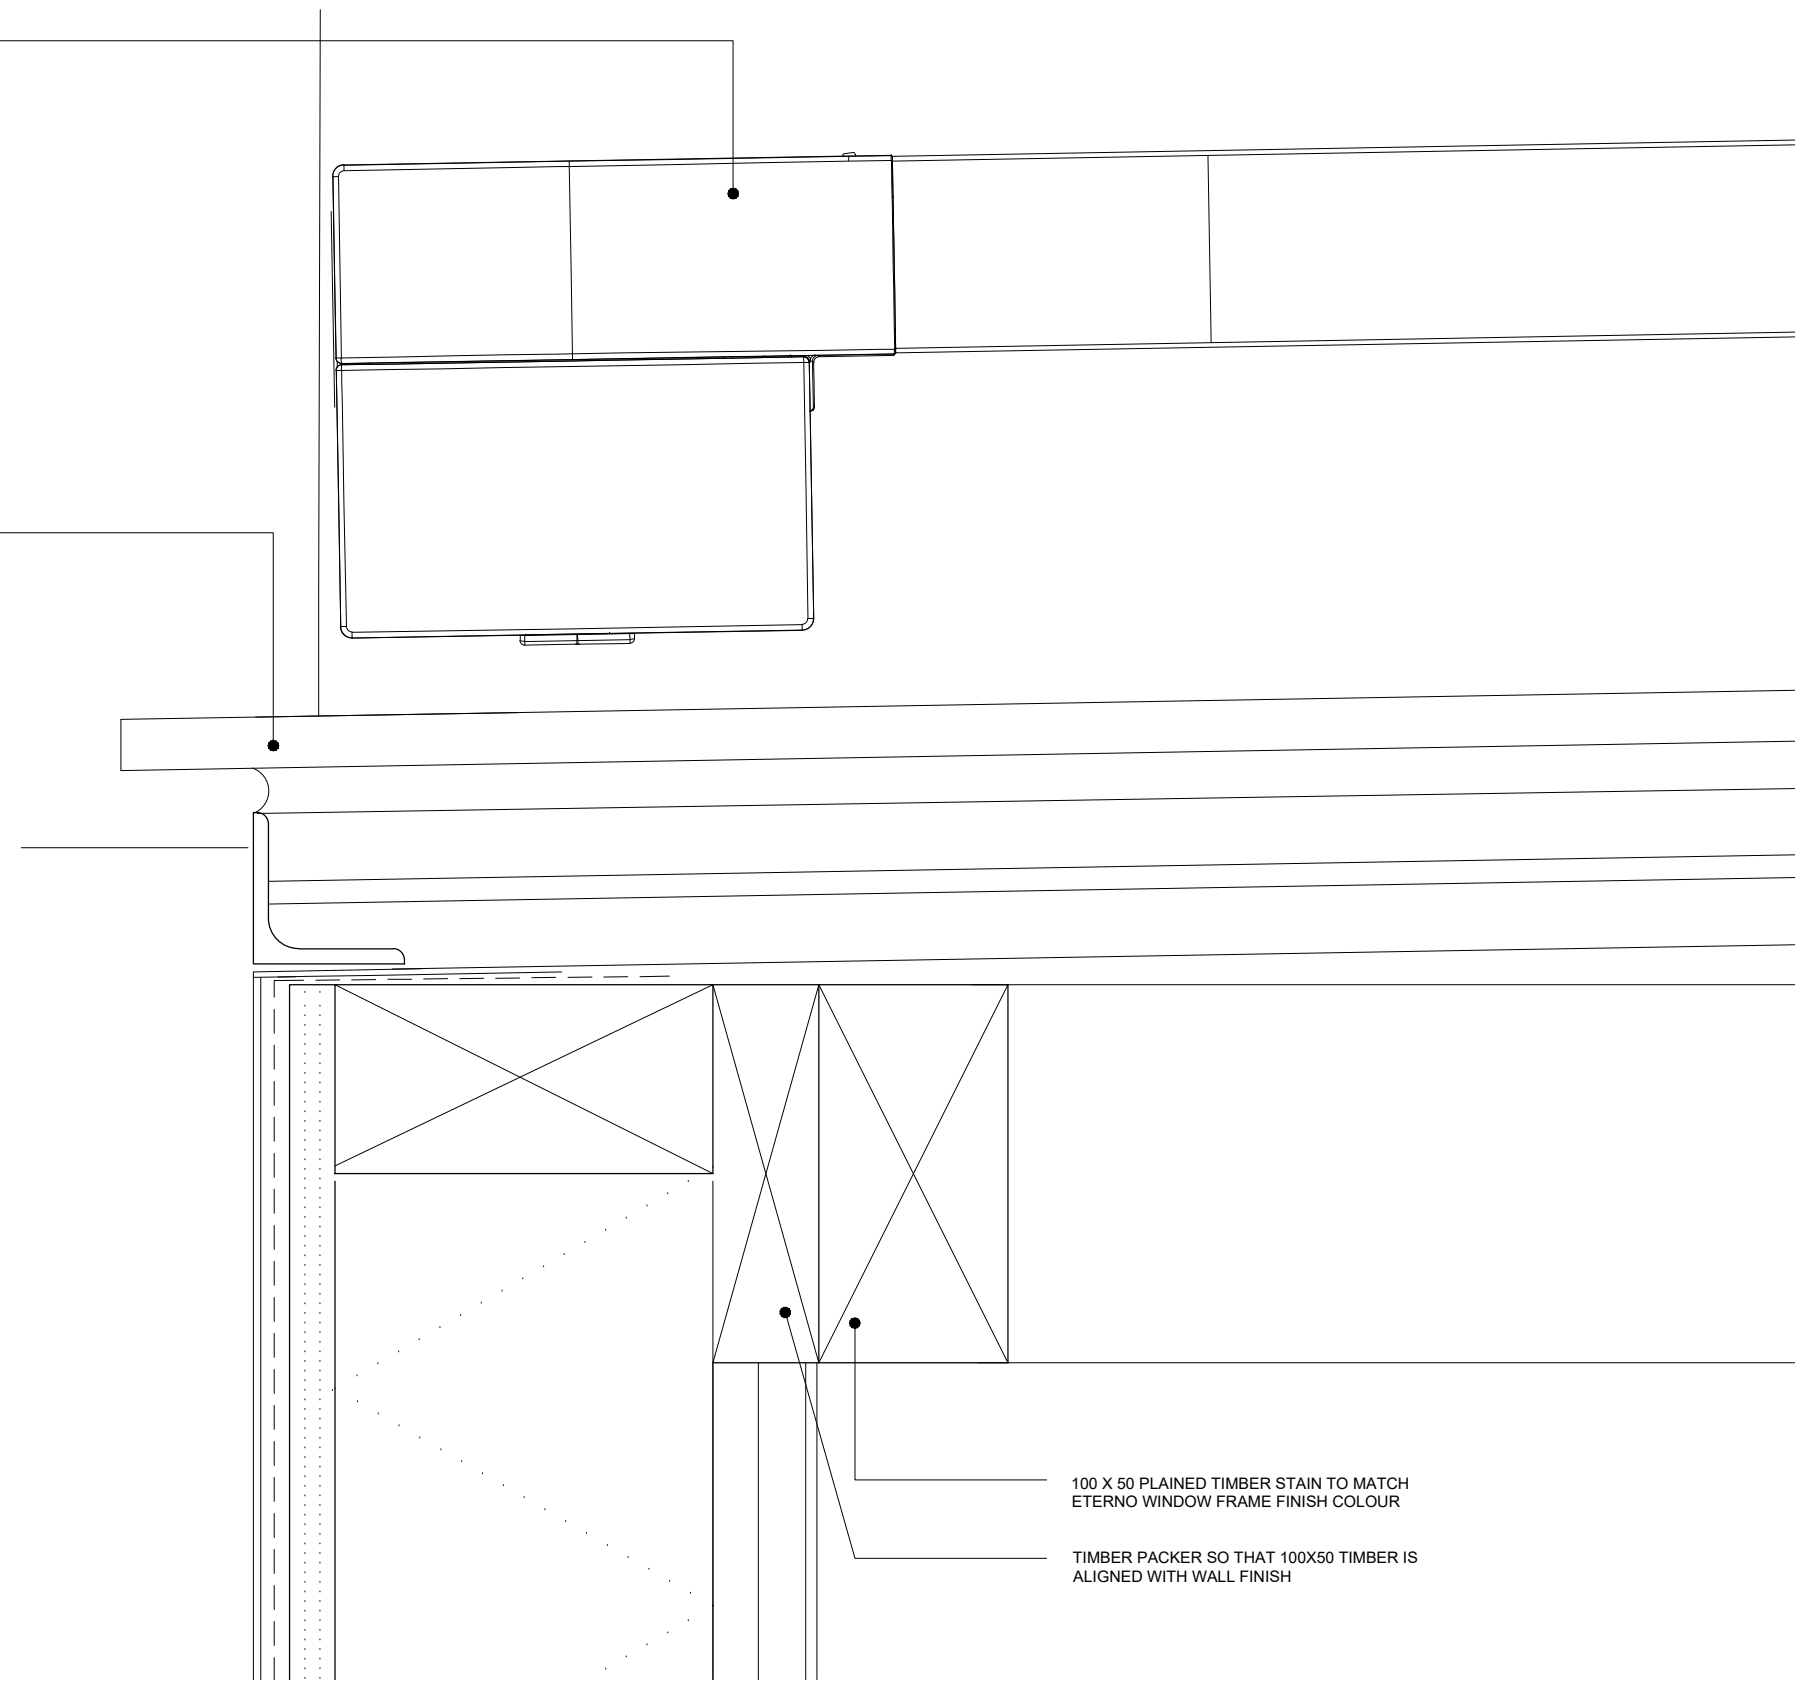 100 X 50 PLAINED TIMBER STAIN TO MATCH
ETERNO WINDOW FRAME FINISH COLOUR
TIMBER PACKER SO THAT 100X50 TIMBER IS
ALIGNED WITH WALL FINISH